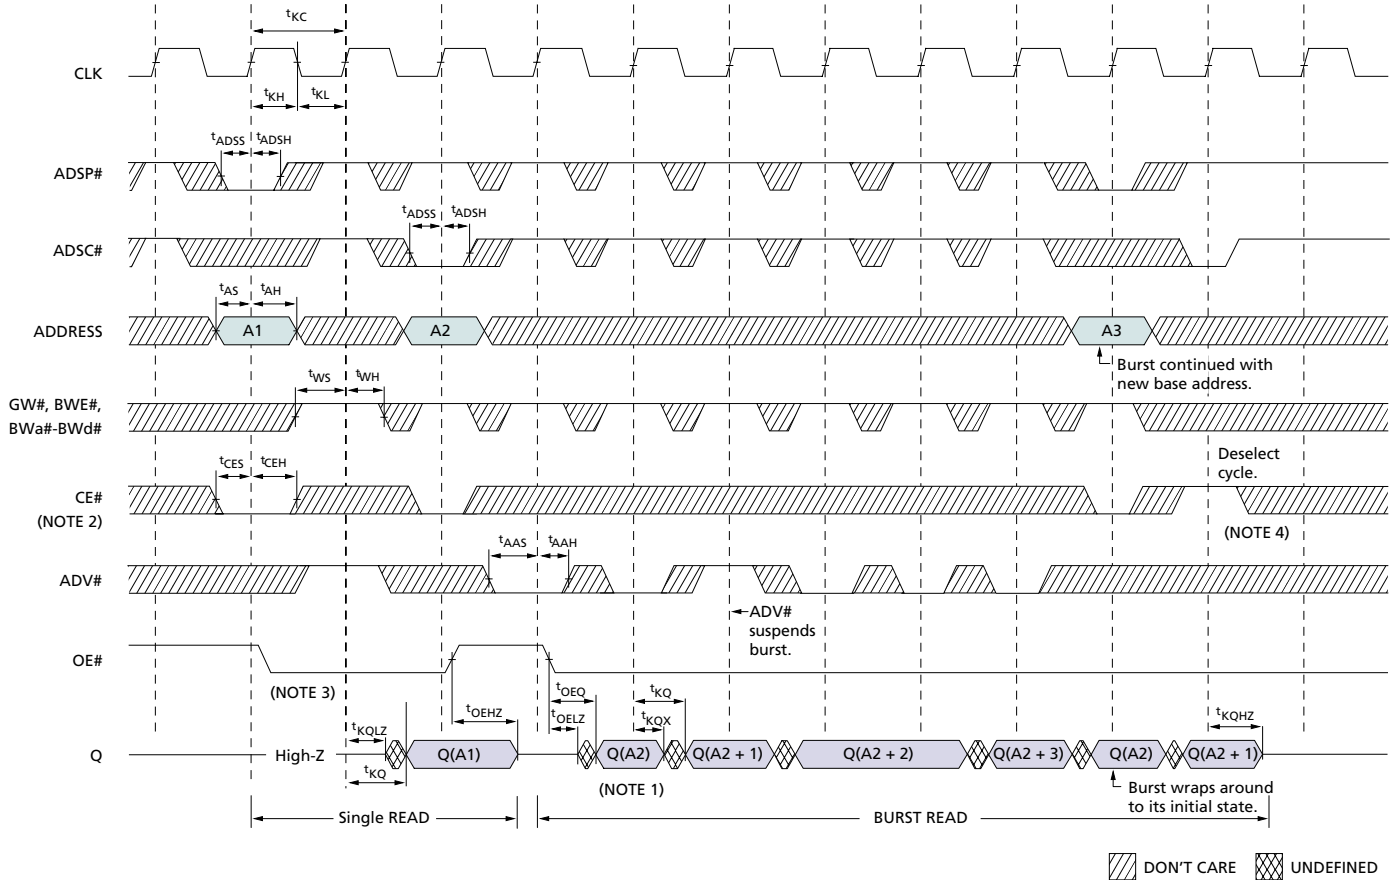 tKC
CLK
tKH
tKL
tADSS
tADSH
ADSP#
tADSS
tADSH
ADSC#
tAS
tAH
ADDRESS
A1
A2
A3
Burst continued with
new base address.
tWS
tWH
GW#, BWE#,
BWa#-BWd#
tCES
tCEH
Deselect
cycle.
CE#
(NOTE 2)
(NOTE 4)
tAAS
tAAH
ADV#
ADV#
suspends
burst.
OE#
(NOTE 3)
tOEHZ
tOEQ
tOELZ
tKQ
tKQX
tKQLZ
tKQHZ
Q
High-Z
Q(A1)
Q(A2)
Q(A2 + 1)
Q(A2 + 2)
Q(A2 + 3)
Q(A2)
Q(A2 + 1)
tKQ
(NOTE 1)
Burst wraps around
to its initial state.
Single READ
BURST READ
DON'T CARE
UNDEFINED